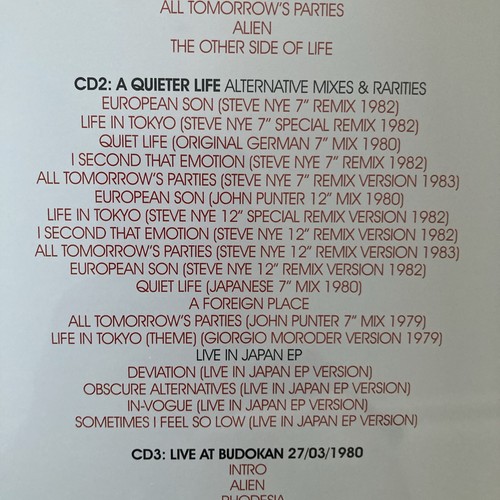 ALL TOMORROW'S PARTIES
ALIEN
THE OTHER SIDE OF LIFE
CD2: A QUIETER LIFE ALTERNATIVE MIXES & RARITIES
EUROPEAN SON (STEVE NYE 7" REMIX 1982)
LIFE IN TOKYO (STEVE NYE 7" SPECIAL REMIX 1982)
QUIET LIFE (ORIGINAL GERMAN 7" MIX 1980)
I SECOND THAT EMOTION (STEVE NYE 7" REMIX 1982)
ALL TOMORROW'S PARTIES (STEVE NYE 7" REMIX VERSION 1983)
EUROPEAN SON (JOHN PUNTER 12" MIX 1980)
LIFE IN TOKYO (STEVE NYE 12" SPECIAL REMIX VERSION 1982)
I SECOND THAT EMOTION (STEVE NYE 12" REMIX VERSION 1982)
ALL TOMORROW'S PARTIES (STEVE NYE 12" REMIX VERSION 1983)
EUROPEAN SON (STEVE NYE 12" REMIX VERSION 1982)
QUIET LIFE (JAPANESE 7" MIX 1980)
A FOREIGN PLACE
ALL TOMORROW'S PARTIES (JOHN PUNTER 7" MIX 1979)
LIFE IN TOKYO (THEME) (GIORGIO MORODER VERSION 1979)
LIVE IN JAPAN EP
DEVIATION (LIVE IN JAPAN EP VERSION)
OBSCURE ALTERNATIVES (LIVE IN JAPAN EP VERSION)
IN-VOGUE (LIVE IN JAPAN EP VERSION)
SOMETIMES I FEEL SO LOW (LIVE IN JAPAN EP VERSION)
CD3: LIVE AT BUDOKAN 27/03/1980
INTRO
ALIEN
RHODESIA